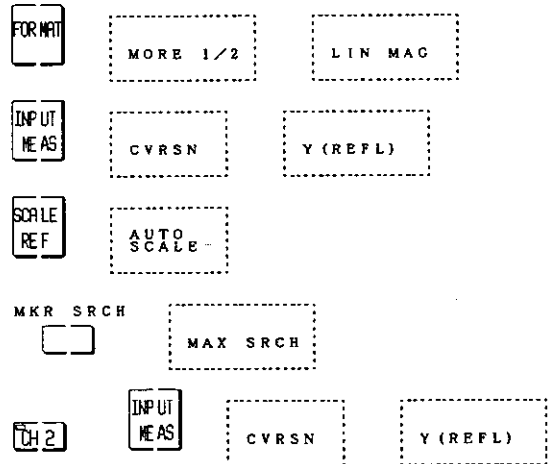 FORMAT MORE 1/2 LIN MAG
INPUT MEAS CVRSN Y(REFL)
SCALE REF AUTO SCALE
MKR SRCH
MAX SRCH
CH 2 INPUT MEAS CVRSN Y(REFL)